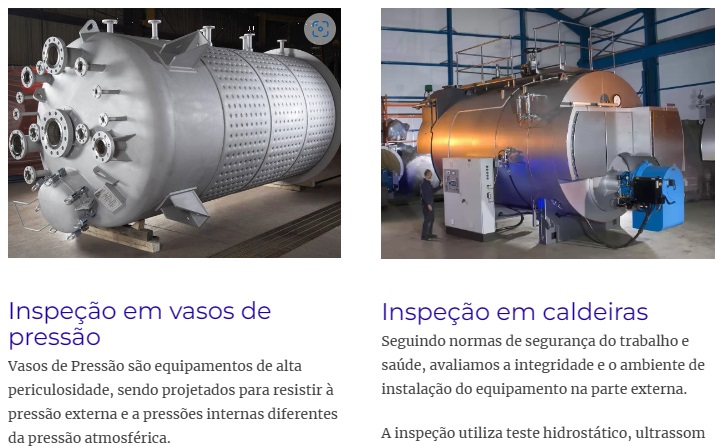 Inspeção em vasos de
pressão
Vasos de Pressão são equipamentos de alta
periculosidade, sendo projetados para resistir à
pressão externa e a pressões internas diferentes
da pressão atmosférica.
Inspeção em caldeiras
Seguindo normas de segurança do trabalho e
saúde, avaliamos a integridade e o ambiente de
instalação do equipamento na parte externa.
A inspeção utiliza teste hidrostático, ultrassom